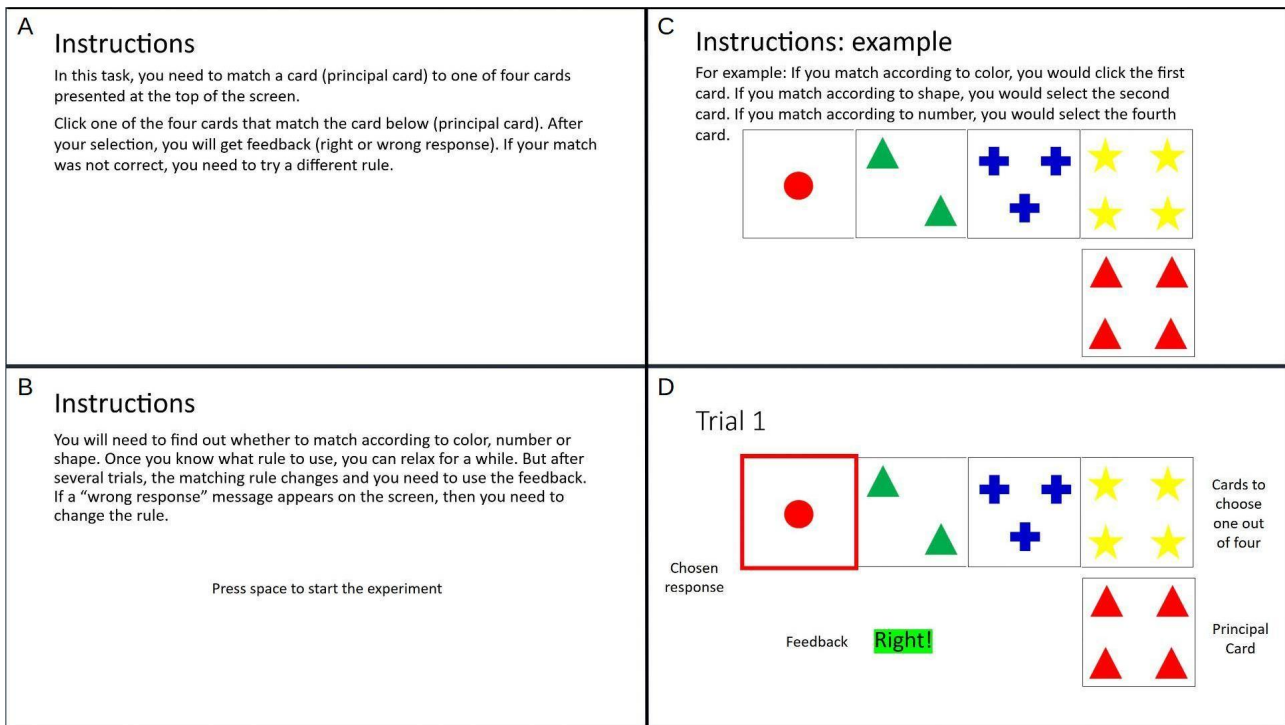 A
Instructions
In this task, you need to match a card (principal card) to one of four cards
presented at the top of the screen.
Click one of the four cards that match the card below (principal card). After
your selection, you will get feedback (right or wrong response). If your match
was not correct, you need to try a different rule.
B
Instructions
You will need to find out whether to match according to color, number or
shape. Once you know what rule to use, you can relax for a while. But after
several trials, the matching rule changes and you need to use the feedback.
If a “wrong response” message appears on the screen, then you need to
change the rule.
Press space to start the experiment
C
Instructions: example
For example: If you match according to color, you would click the first
card. If you match according to shape, you would select the second
card. If you match according to number, you would select the fourth
card.
D
Trial 1
Cards to
choose
one out
of four
Chosen
response
Feedback
Right!
Principal
Card